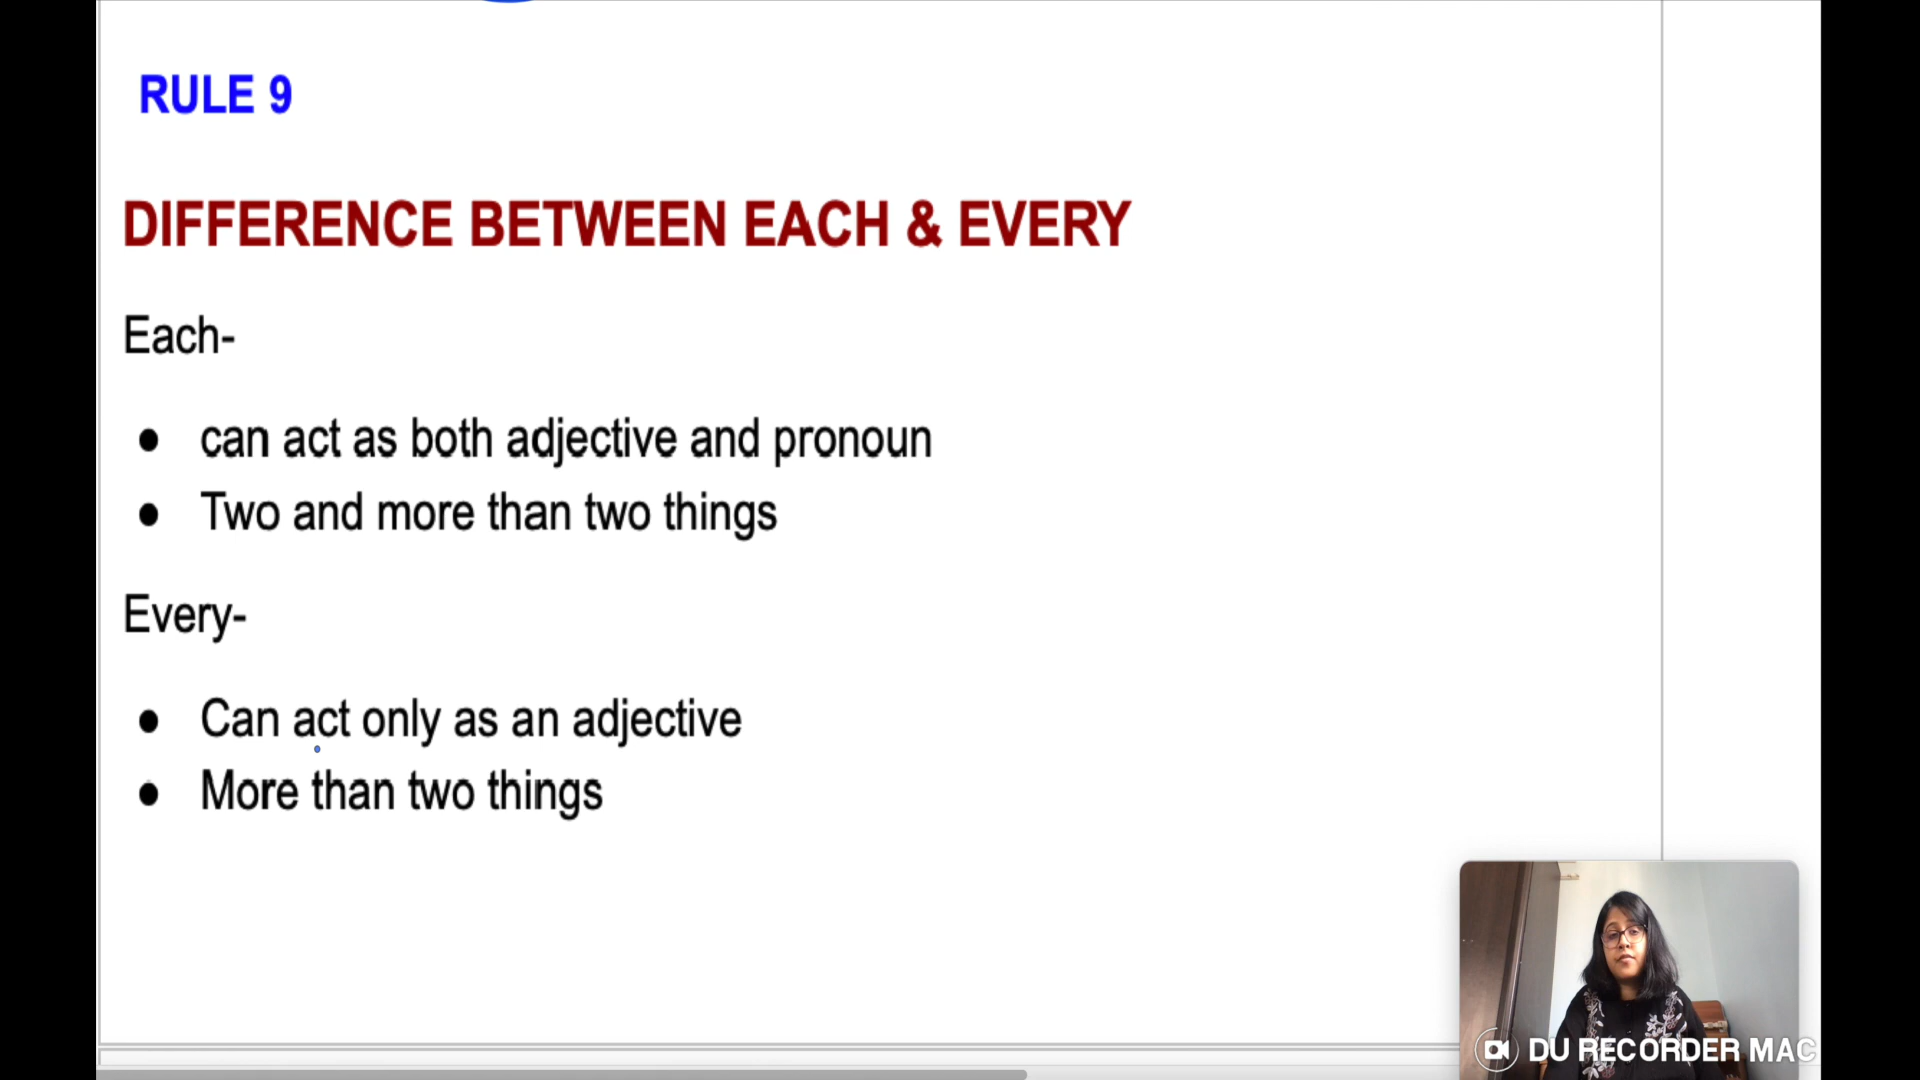 RULE 9
DIFFERENCE BETWEEN EACH & EVERY
Each-
● can act as both adjective and pronoun
● Two and more than two things
Every-
● Can act only as an adjective
● More than two things
DU RECORDER MAC